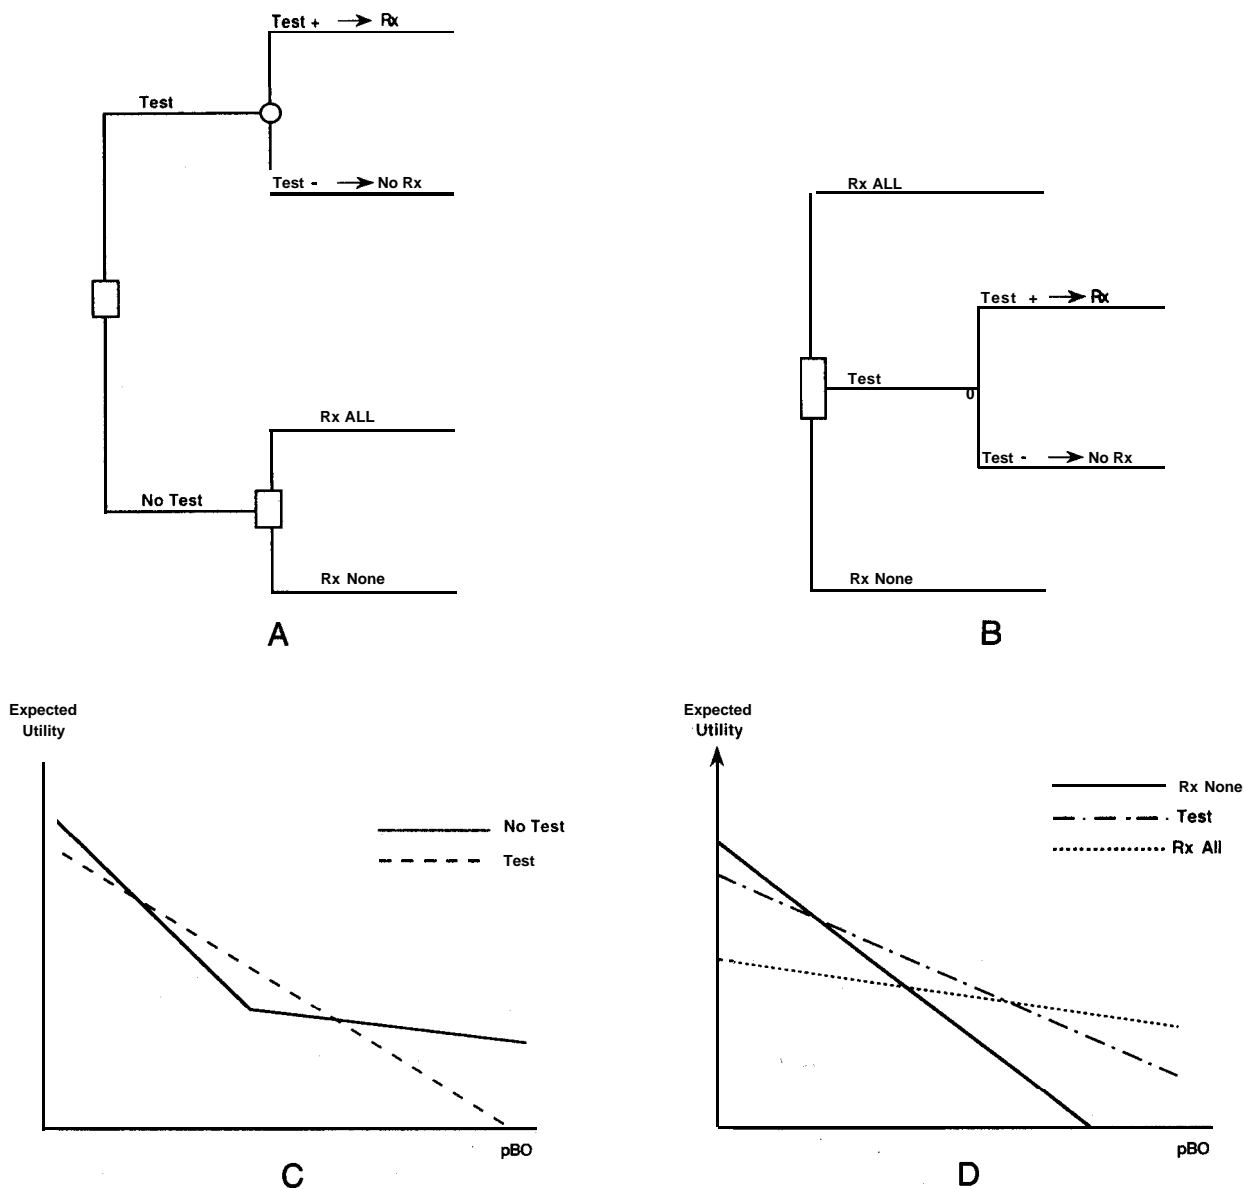 Test + → Rx
Test
Test - → No Rx
Rx ALL
No Test
Rx None
A
Rx ALL
Test + → Rx
Test
0
Test - → No Rx
Rx None
B
Expected
Utility
No Test
Test
pBO
C
Expected
Utility
Rx None
Test
Rx All
pBO
D